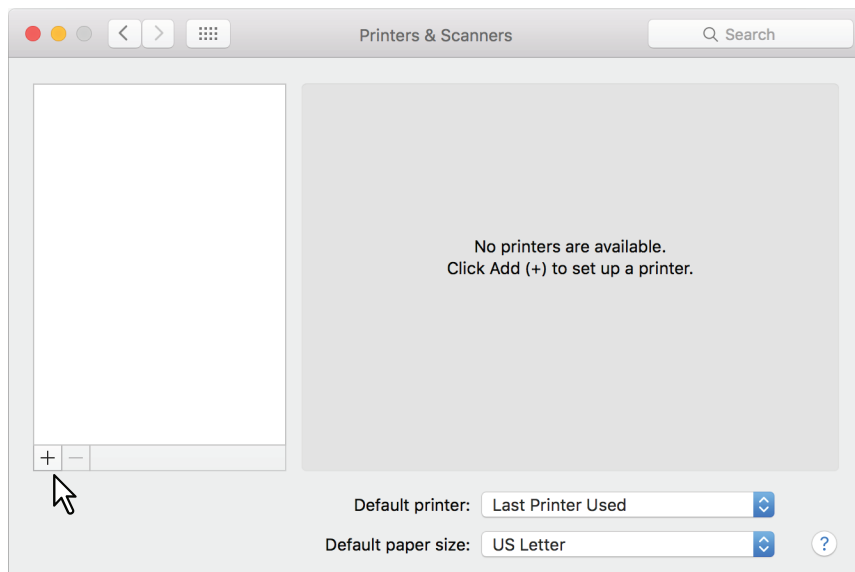 Printers & Scanners
Search
No printers are available.
Click Add (+) to set up a printer.
+ −
Default printer: Last Printer Used
Default paper size: US Letter
?